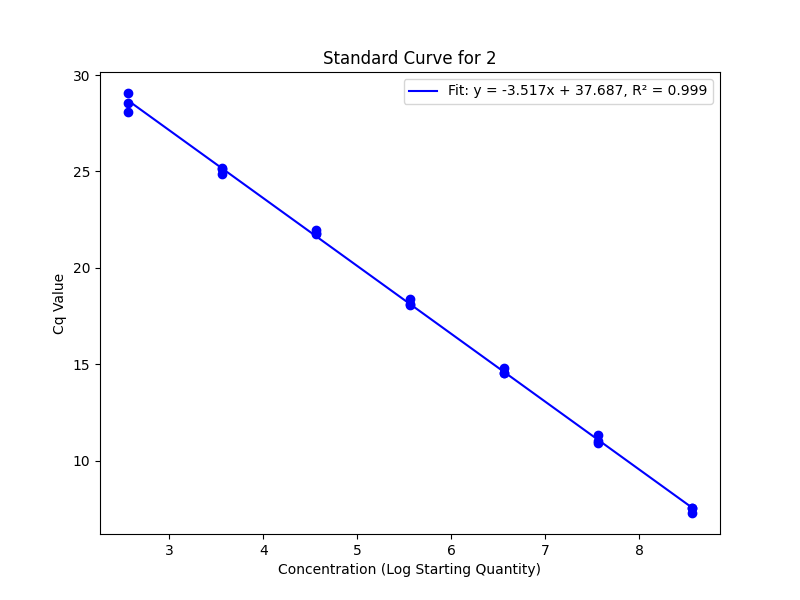 Standard Curve for 2
Fit: y = -3.517x + 37.687, R² = 0.999
Cq Value
30
25
20
15
10
3 4 5 6 7 8
Concentration (Log Starting Quantity)